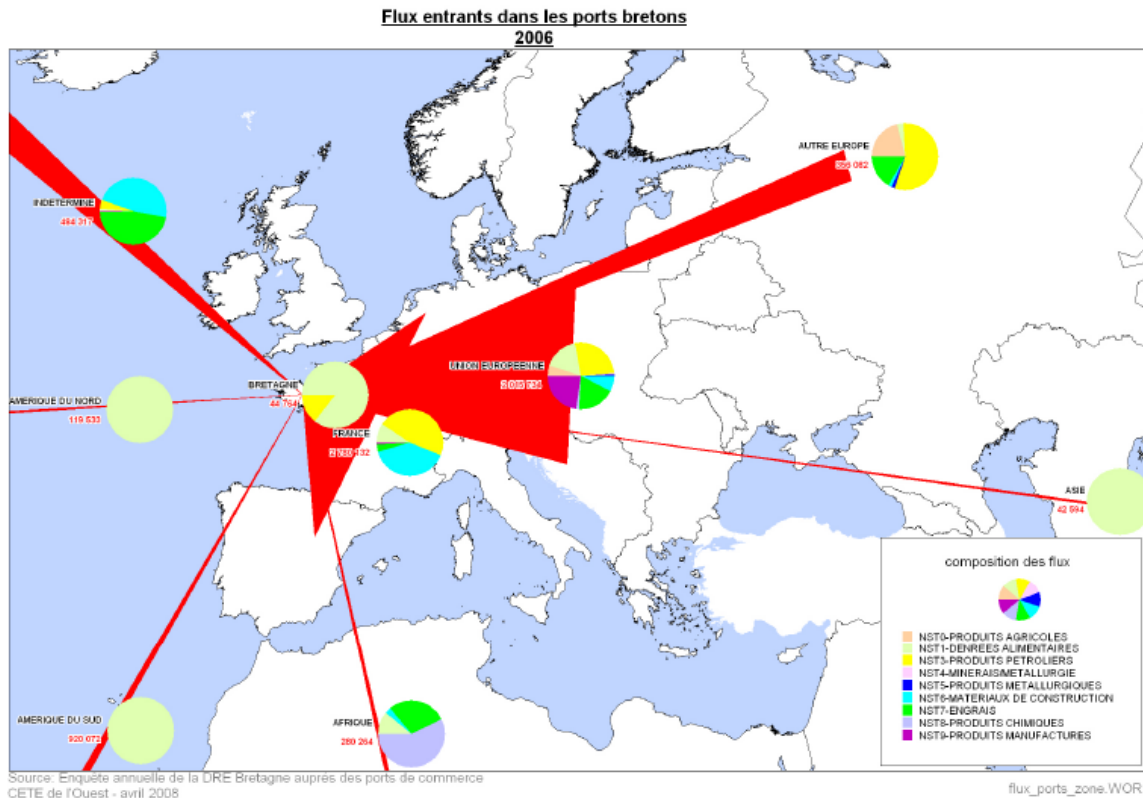 Flux entrants dans les ports bretons
2006
AUTRE EUROPE
INDETERMINE
484 317
UNION EUROPEENNE
BRETAGNE
44 764
AMERIQUE DU NORD
119 533
FRANCE
ASIE
42 594
composition des flux
NST0-PRODUITS AGRICOLES
NST1-DENREES ALIMENTAIRES
NST3-PRODUITS PETROLIERS
NST4-MINERAIS/METALLURGIE
NST5-PRODUITS METALLURGIQUES
NST6-MATERIAUX DE CONSTRUCTION
NST7-ENGRAIS
NST8-PRODUITS CHIMIQUES
NST9-PRODUITS MANUFACTURES
AMERIQUE DU SUD
920 072
AFRIQUE
280 264
Source: Enquête annuelle de la DRE Bretagne auprès des ports de commerce
CETE de l'Ouest - avril 2008
flux_ports_zone.WOR